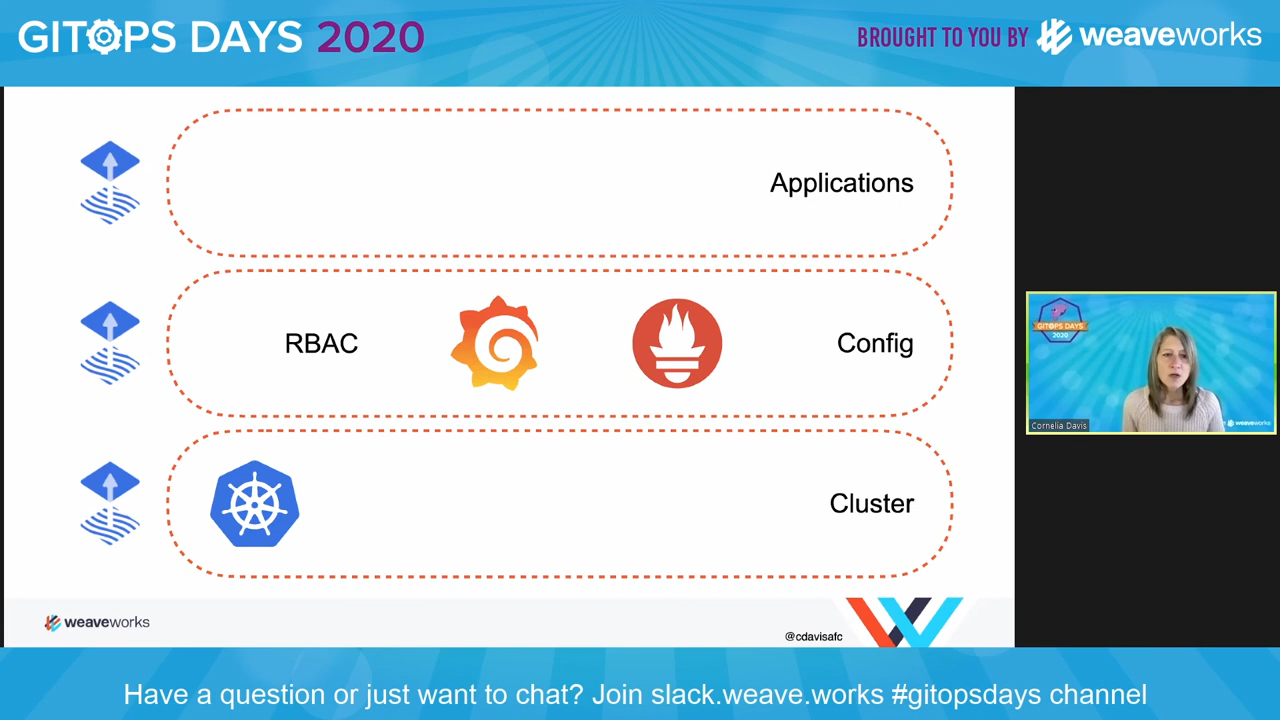 GITOPS DAYS 2020
BROUGHT TO YOU BY weaveworks
Applications
RBAC
Config
Cluster
GITOPS DAYS
2020
Cornelia Davis
weaveworks
weaveworks
@cdavisafc
Have a question or just want to chat? Join slack.weave.works #gitopsdays channel